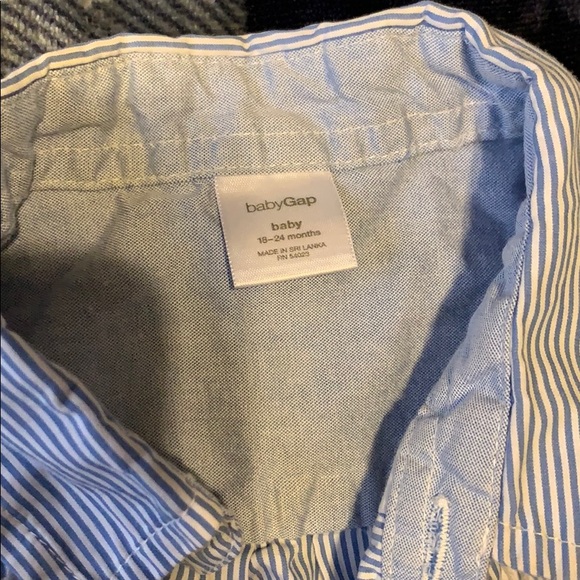 babyGap
baby
18-24 months
MADE IN SRI LANKA
RN 54023